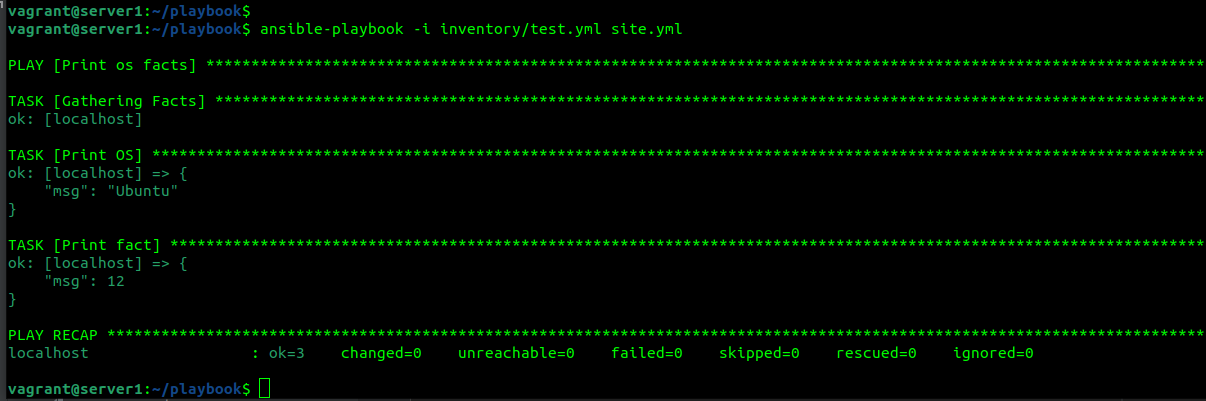 vagrant@server1:~/playbook$
vagrant@server1:~/playbook$ ansible-playbook -i inventory/test.yml site.yml
PLAY [Print os facts] ***************************************************************************************************************
TASK [Gathering Facts] **************************************************************************************************************
ok: [localhost]
TASK [Print OS] *********************************************************************************************************************
ok: [localhost] => {
    "msg": "Ubuntu"
}
TASK [Print fact] *******************************************************************************************************************
ok: [localhost] => {
    "msg": 12
}
PLAY RECAP **************************************************************************************************************************
localhost                  : ok=3    changed=0    unreachable=0    failed=0    skipped=0    rescued=0    ignored=0
vagrant@server1:~/playbook$